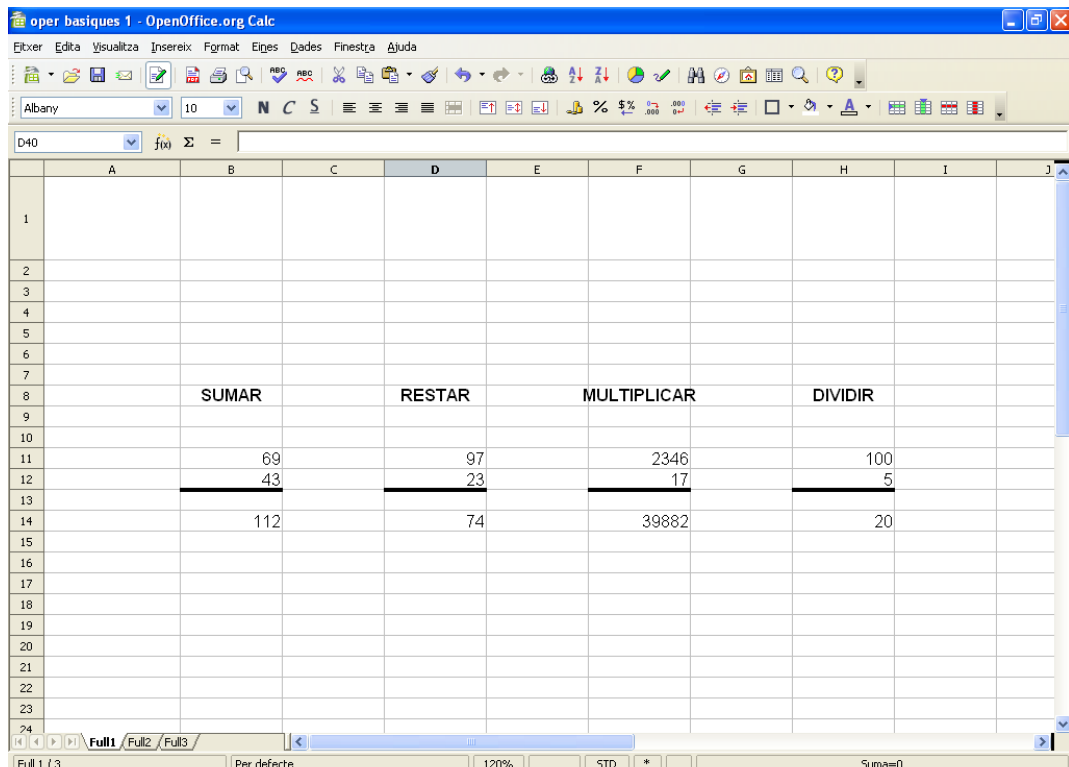 oper basiques 1 - OpenOffice.org Calc
Fitxer Edita Visualitza Insereix Format Eines Dades Finestra Ajuda
Albany 10 N C S
D40 f(x) Σ =
A B C D E F G H I J
1
2
3
4
5
6
7
8 SUMAR RESTAR MULTIPLICAR DIVIDIR
9
10
11 69 97 2346 100
12 43 23 17 5
13
14 112 74 39882 20
15
16
17
18
19
20
21
22
23
24
Full1 Full2 Full3
Full 1 / 3 Per defecte 120% STD * Suma=0